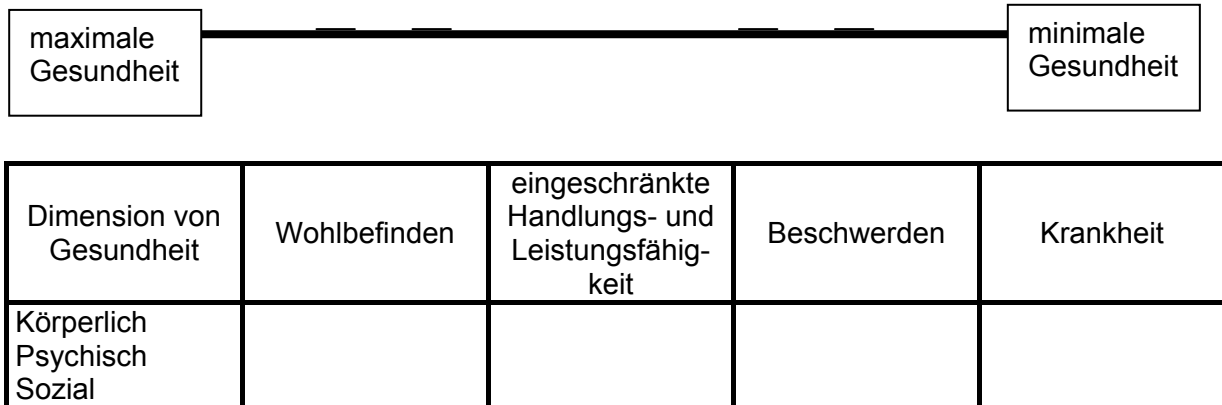 maximale
Gesundheit
minimale
Gesundheit
Dimension von
Gesundheit
Wohlbefinden
eingeschränkte
Handlungs- und
Leistungsfähig-
keit
Beschwerden
Krankheit
Körperlich
Psychisch
Sozial